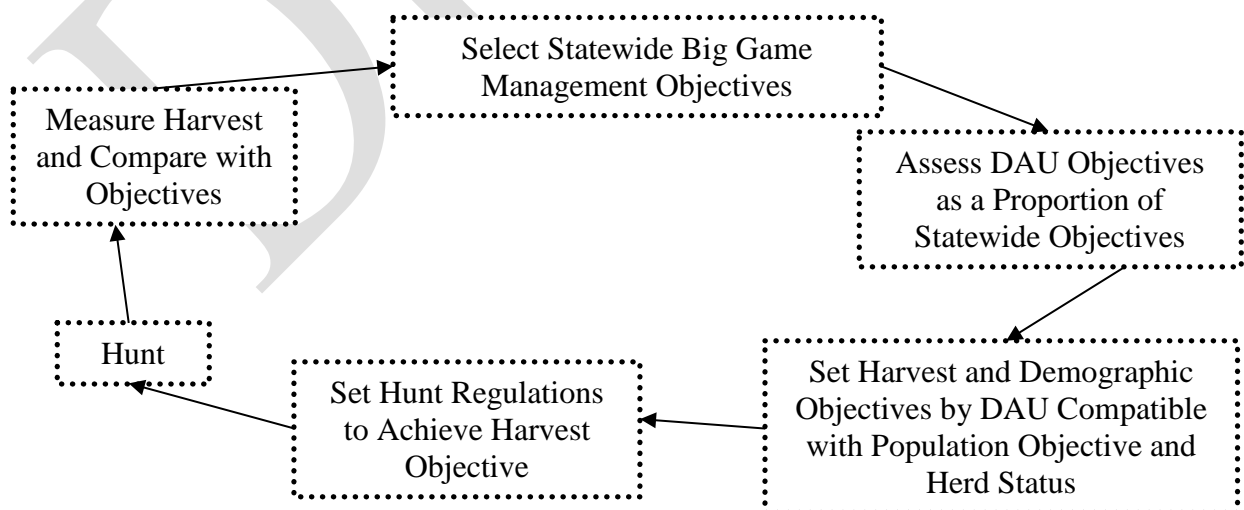 Select Statewide Big Game
Management Objectives
Assess DAU Objectives
as a Proportion of
Statewide Objectives
Set Harvest and Demographic
Objectives by DAU Compatible
with Population Objective and
Herd Status
Set Hunt Regulations
to Achieve Harvest
Objective
Hunt
Measure Harvest
and Compare with
Objectives